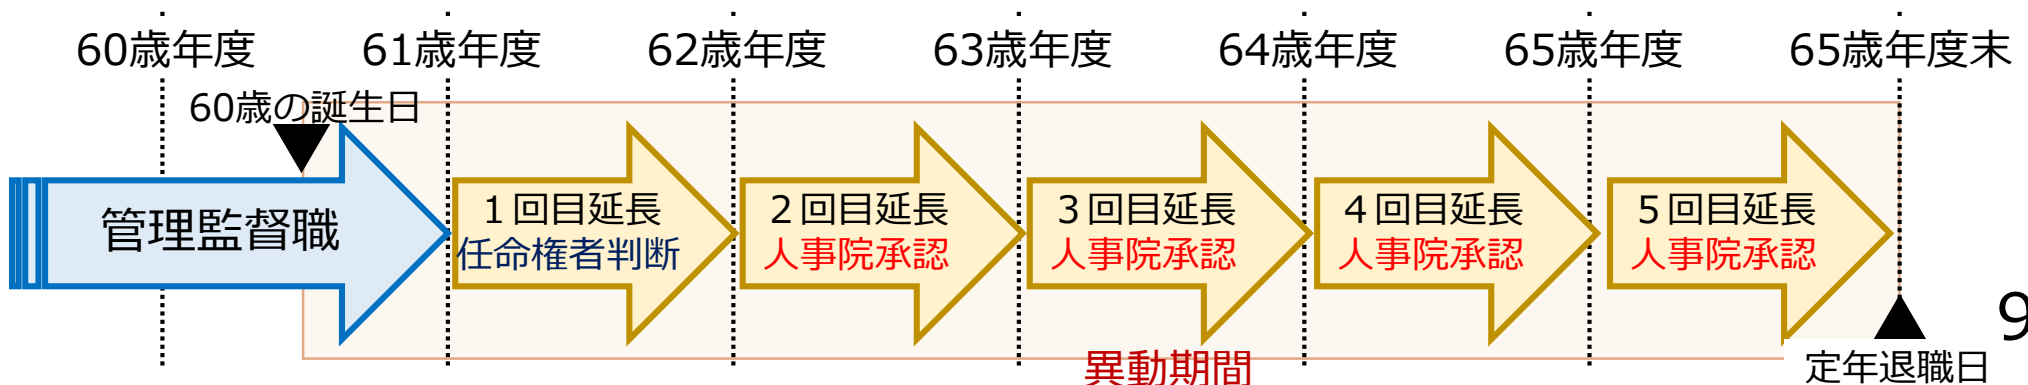 60歳年度
61歳年度
62歳年度
63歳年度
64歳年度
65歳年度
65歳年度末
60歳の誕生日
管理監督職
１回目延長
任命権者判断
２回目延長
人事院承認
３回目延長
人事院承認
４回目延長
人事院承認
５回目延長
人事院承認
異動期間
定年退職日
9